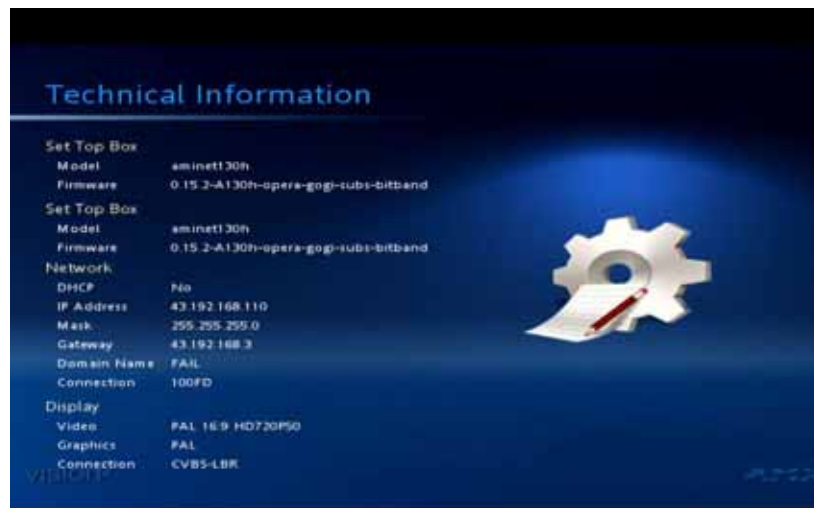 Technical Information
Set Top Box
Model aminet130h
Firmware 0.15.2-A130h-opera-gogi-subs-bitband
Set Top Box
Model aminet130h
Firmware 0.15.2-A130h-opera-gogi-subs-bitband
Network
DHCP No
IP Address 43.192.168.110
Mask 255.255.255.0
Gateway 43.192.168.3
Domain Name FAIL
Connection 100FD
Display
Video PAL 16:9 HD720P50
Graphics PAL
Connection CVBS-LBR
VISION
AMX